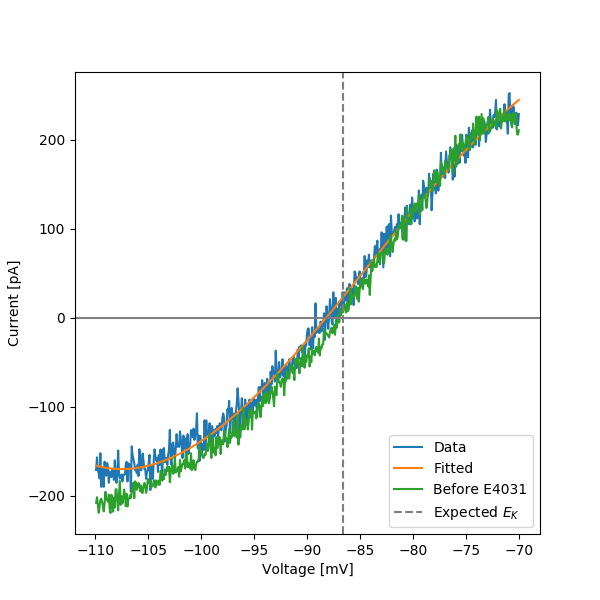 200
100
0
−100
−200
Current [pA]
Data
Fitted
Before E4031
Expected E_K
−110 −105 −100 −95 −90 −85 −80 −75 −70
Voltage [mV]